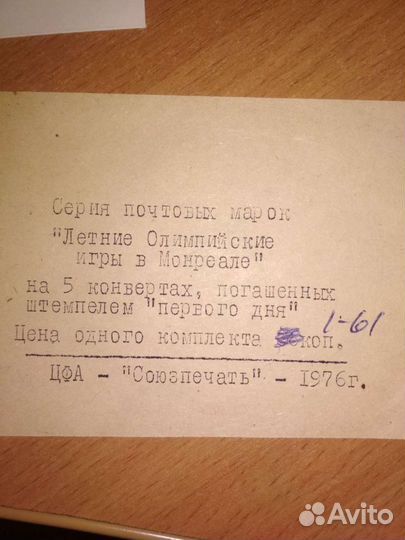 Серия почтовых марок
"Летние Олимпийские
игры в Монреале"
на 5 конвертах, погашенных
штемпелем "первого дня"
1-61
Цена одного комплекта коп.
ЦФА - "Союзпечать" - 1976г.
Avito